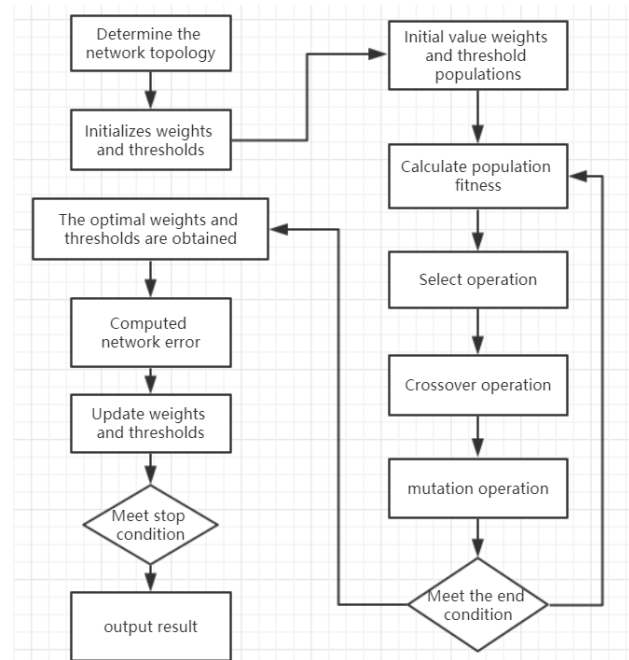 Determine the
network topology
Initializes weights
and thresholds
Initial value weights
and threshold
populations
Calculate population
fitness
Select operation
Crossover operation
mutation operation
Meet the end
condition
The optimal weights and
thresholds are obtained
Computed
network error
Update weights
and thresholds
Meet stop
condition
output result